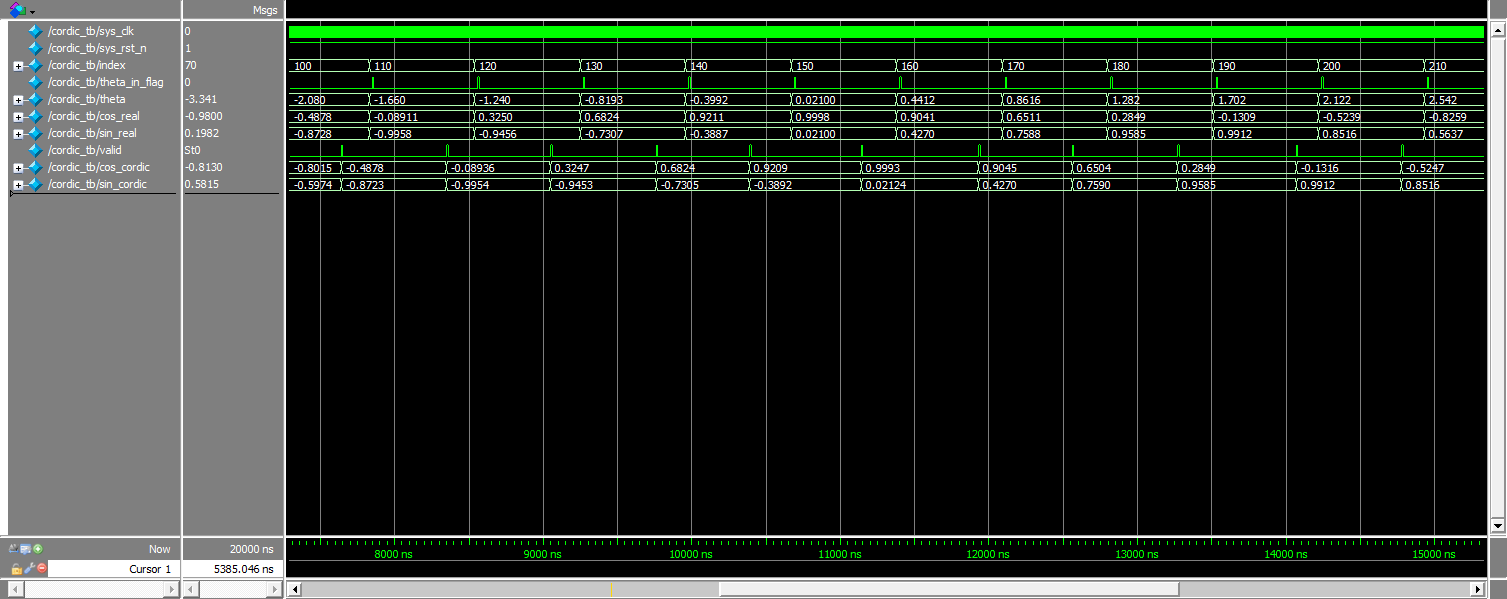 Msgs
/cordic_tb/sys_clk 0
/cordic_tb/sys_rst_n 1
/cordic_tb/index 70 100 110 120 130 140 150 160 170 180 190 200 210
/cordic_tb/theta_in_flag 0
/cordic_tb/theta -3.341 -2.080 -1.660 -1.240 -0.8193 -0.3992 0.02100 0.4412 0.8616 1.282 1.702 2.122 2.542
/cordic_tb/cos_real -0.9800 -0.4878 -0.08911 0.3250 0.6824 0.9211 0.9998 0.9041 0.6511 0.2849 -0.1309 -0.5239 -0.8259
/cordic_tb/sin_real 0.1982 -0.8728 -0.9958 -0.9456 -0.7307 -0.3887 0.02100 0.4270 0.7588 0.9585 0.9912 0.8516 0.5637
/cordic_tb/valid St0
/cordic_tb/cos_cordic -0.8130 -0.8015 -0.4878 -0.08936 0.3247 0.6824 0.9209 0.9993 0.9045 0.6504 0.2849 -0.1316 -0.5247
/cordic_tb/sin_cordic 0.5815 -0.5974 -0.8723 -0.9954 -0.9453 -0.7305 -0.3892 0.02124 0.4270 0.7590 0.9585 0.9912 0.8516
Now 20000 ns 8000 ns 9000 ns 10000 ns 11000 ns 12000 ns 13000 ns 14000 ns 15000 ns
Cursor 1 5385.046 ns